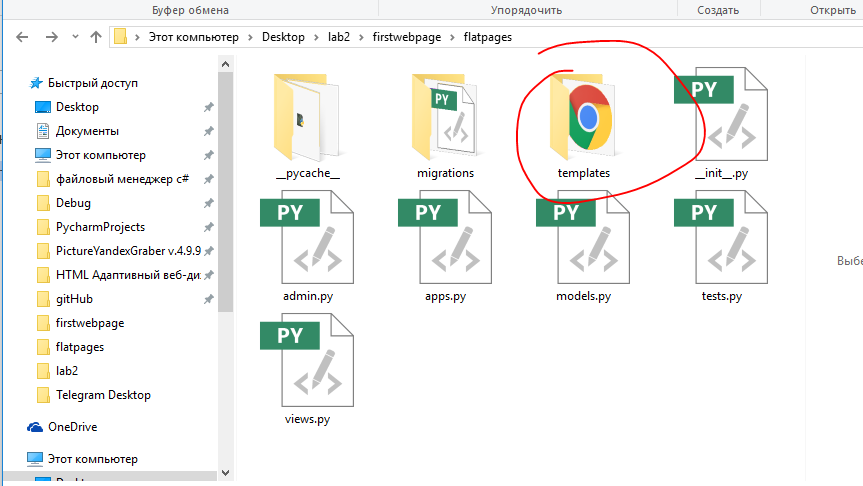 Буфер обмена Упорядочить Создать Открыть
Этот компьютер Desktop lab2 firstwebpage flatpages
Быстрый доступ
Desktop
Документы
Этот компьютер
файловый менеджер c#
Debug
PycharmProjects
PictureYandexGraber v.4.9.9
HTML Адаптивный веб-ди
gitHub
firstwebpage
flatpages
lab2
Telegram Desktop
OneDrive
Этот компьютер
PY PY
__pycache__ migrations templates __init__.py
PY PY PY PY
admin.py apps.py models.py tests.py
PY
views.py
Выбе